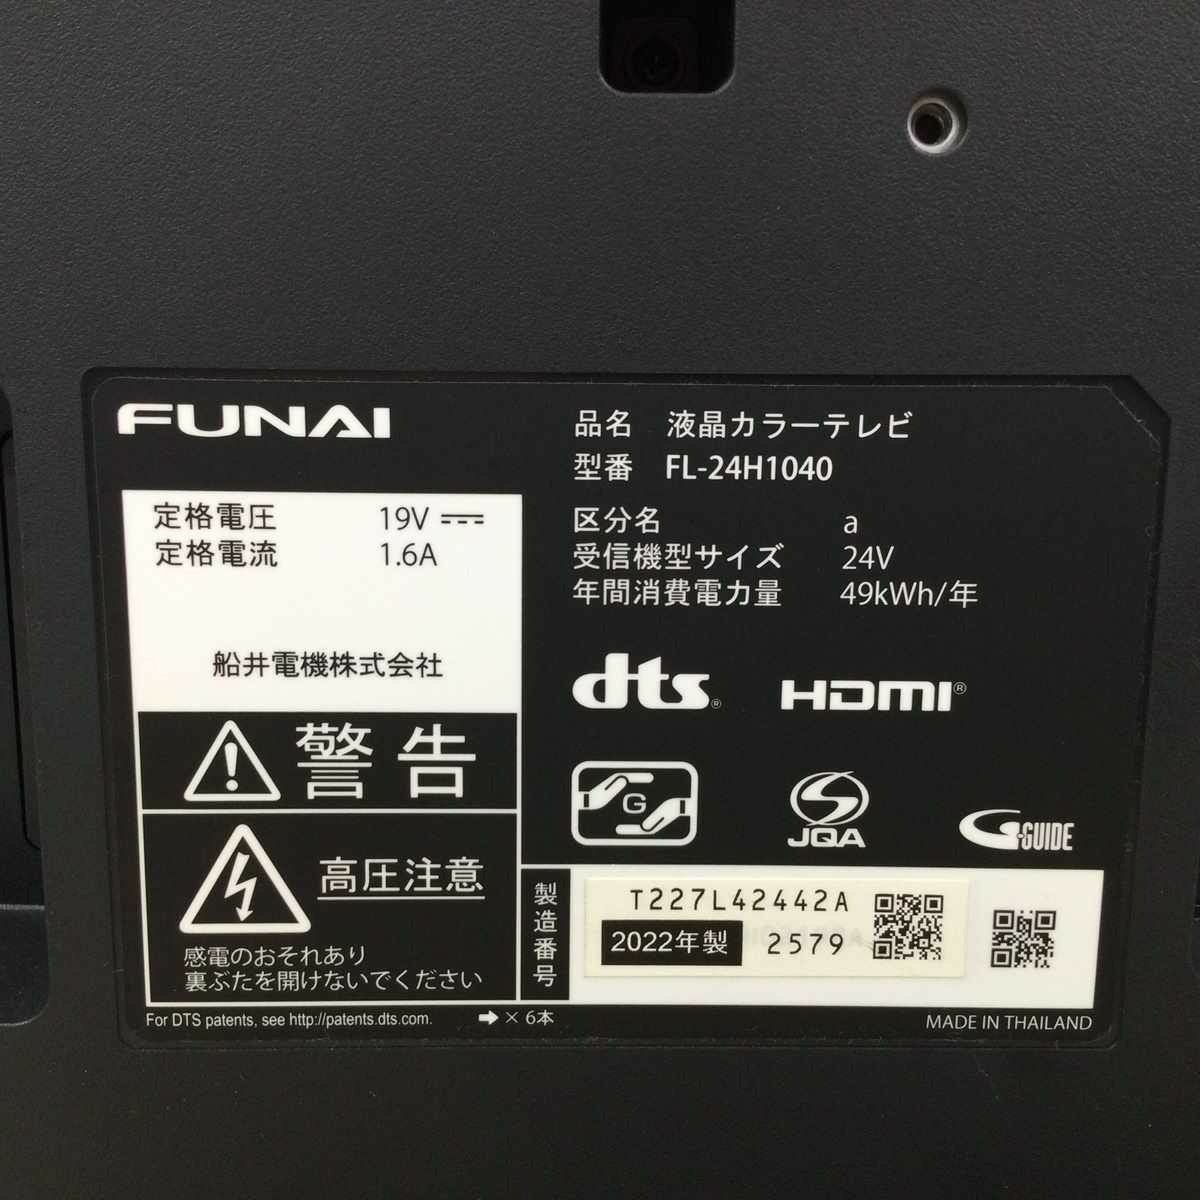 FUNAI
品名 液晶カラーテレビ
型番 FL-24H1040
定格電圧 19V
定格電流 1.6A
船井電機株式会社
区分名 a
受信機型サイズ 24V
年間消費電力量 49kWh/年
dts®
HDMI®
G
JQA
G-GUIDE
警告
高圧注意
感電のおそれあり
裏ぶたを開けないでください
製造番号
T227L42442A
2022年製 2579
For DTS patents, see http://patents.dts.com.
➡ × 6本
MADE IN THAILAND